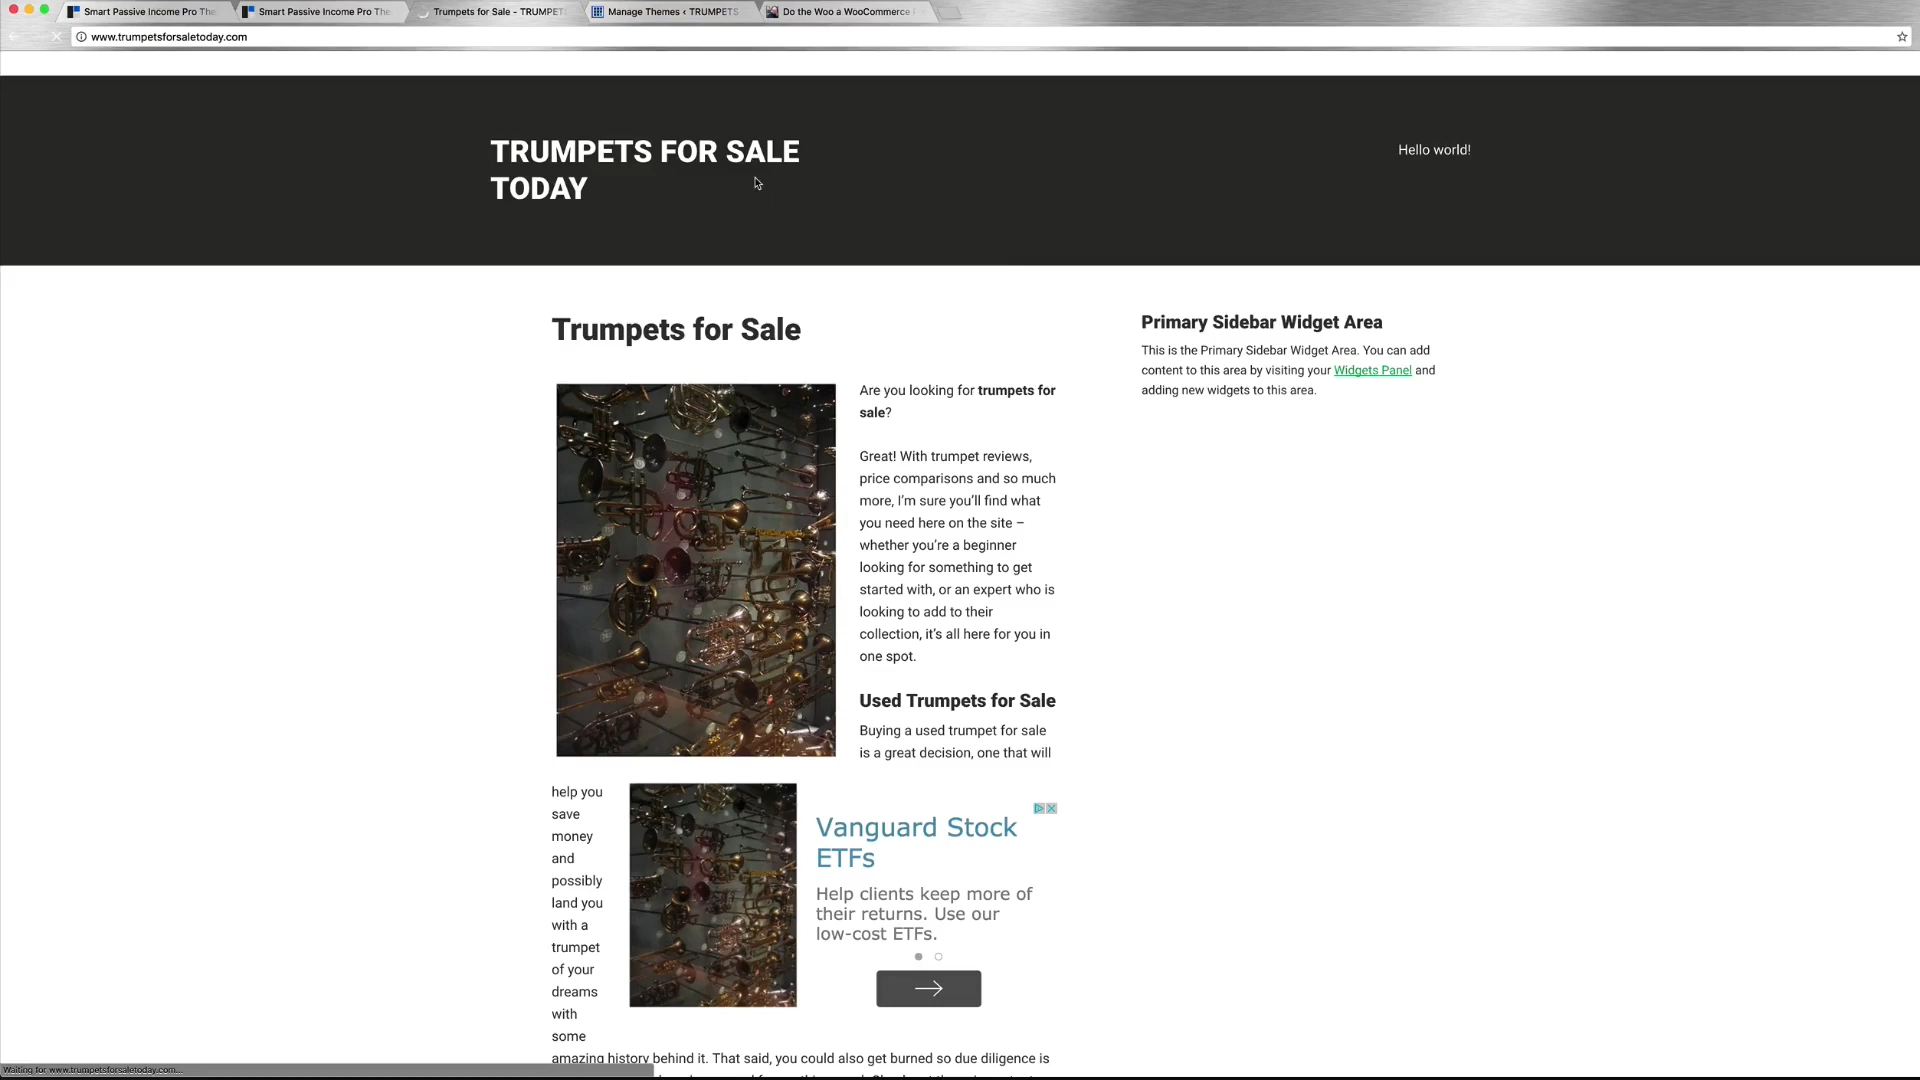 Smart Passive Income Pro The
Smart Passive Income Pro The
Trumpets for Sale - TRUMPET
Manage Themes ‹ TRUMPETS
Do the Woo a WooCommerce
www.trumpetsforsaletoday.com
TRUMPETS FOR SALE
TODAY
Hello world!
Trumpets for Sale
Are you looking for trumpets for
sale?
Great! With trumpet reviews,
price comparisons and so much
more, I'm sure you'll find what
you need here on the site –
whether you're a beginner
looking for something to get
started with, or an expert who is
looking to add to their
collection, it's all here for you in
one spot.
Used Trumpets for Sale
Buying a used trumpet for sale
is a great decision, one that will
help you
save
money
and
possibly
land you
with a
trumpet
of your
dreams
with
some
amazing history behind it. That said, you could also get burned so due diligence is
Vanguard Stock
ETFs
Help clients keep more of
their returns. Use our
low-cost ETFs.
Primary Sidebar Widget Area
This is the Primary Sidebar Widget Area. You can add
content to this area by visiting your Widgets Panel and
adding new widgets to this area.
Waiting for www.trumpetsforsaletoday.com...